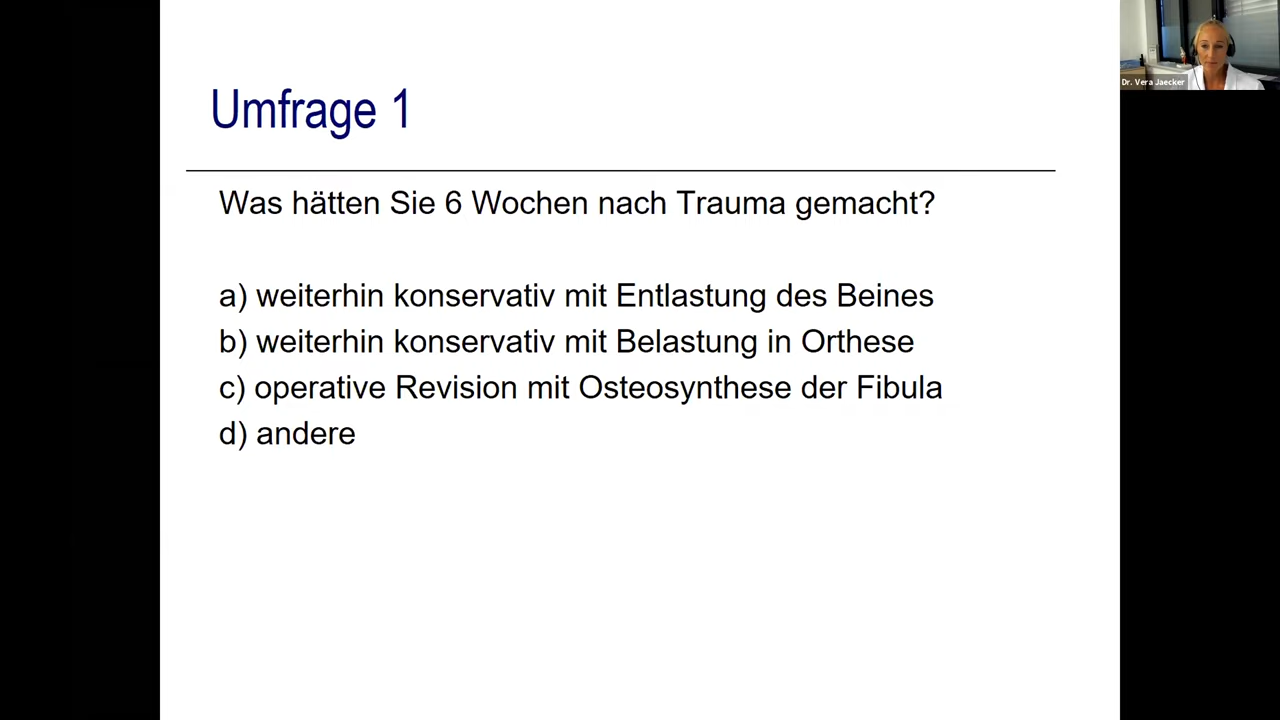 Dr. Vera Jaecker
Umfrage 1
Was hätten Sie 6 Wochen nach Trauma gemacht?
a) weiterhin konservativ mit Entlastung des Beines
b) weiterhin konservativ mit Belastung in Orthese
c) operative Revision mit Osteosynthese der Fibula
d) andere